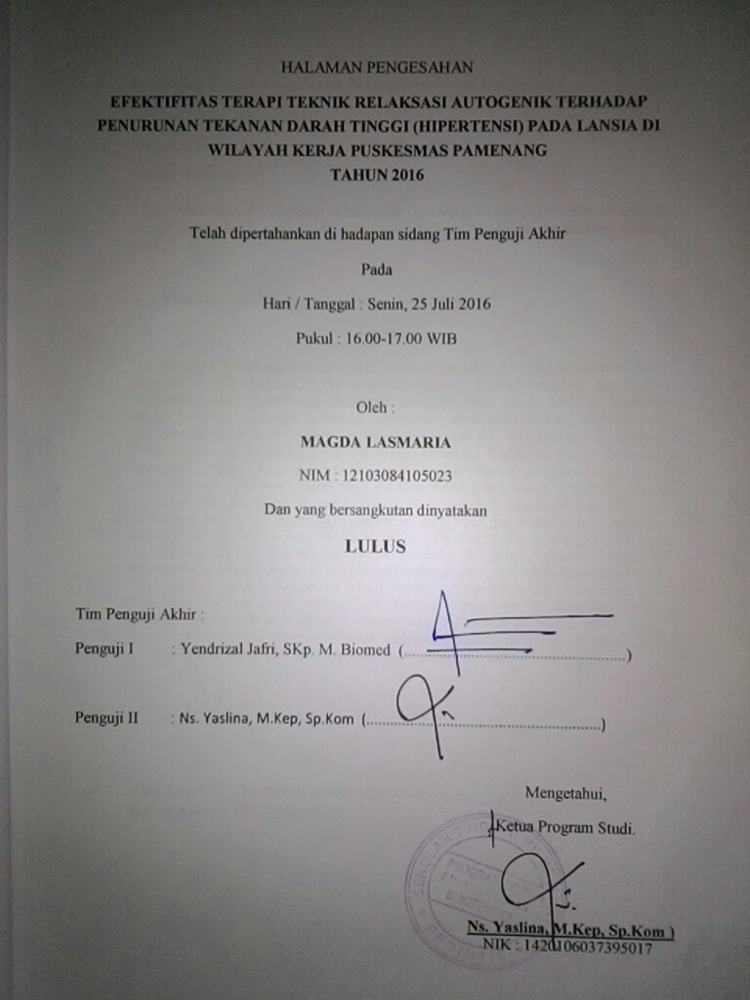 HALAMAN PENGESAHAN
EFEKTIFITAS TERAPI TEKNIK RELAKSASI AUTOGENIK TERHADAP
PENURUNAN TEKANAN DARAH TINGGI (HIPERTENSI) PADA LANSIA DI
WILAYAH KERJA PUSKESMAS PAMENANG
TAHUN 2016
Telah dipertahankan di hadapan sidang Tim Penguji Akhir
Pada
Hari / Tanggal : Senin, 25 Juli 2016
Pukul : 16.00-17.00 WIB
Oleh :
MAGDA LASMARIA
NIM : 12103084105023
Dan yang bersangkutan dinyatakan
LULUS
Tim Penguji Akhir :
Penguji I : Yendrizal Jafri, SKp. M. Biomed (..................................................)
Penguji II : Ns. Yaslina, M.Kep, Sp.Kom (..................................................)
Mengetahui,
Ketua Program Studi.
Ns. Yaslina, M.Kep, Sp.Kom )
NIK : 1420106037395017